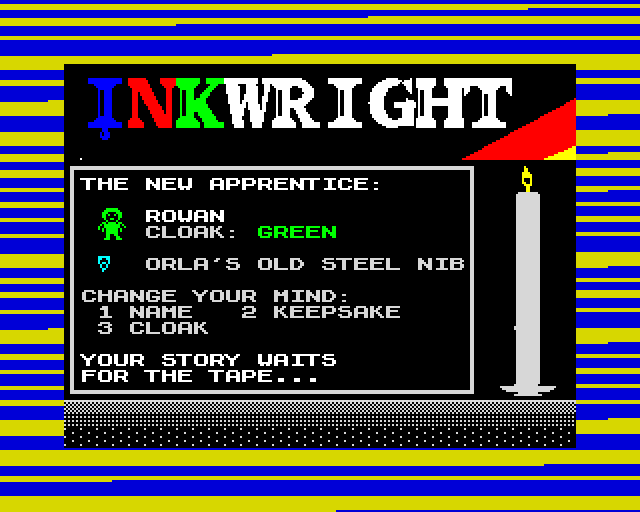 INKWRIGHT
THE NEW APPRENTICE:
ROWAN
CLOAK: GREEN
ORLA'S OLD STEEL NIB
CHANGE YOUR MIND:
1 NAME 2 KEEPSAKE
3 CLOAK
YOUR STORY WAITS
FOR THE TAPE...